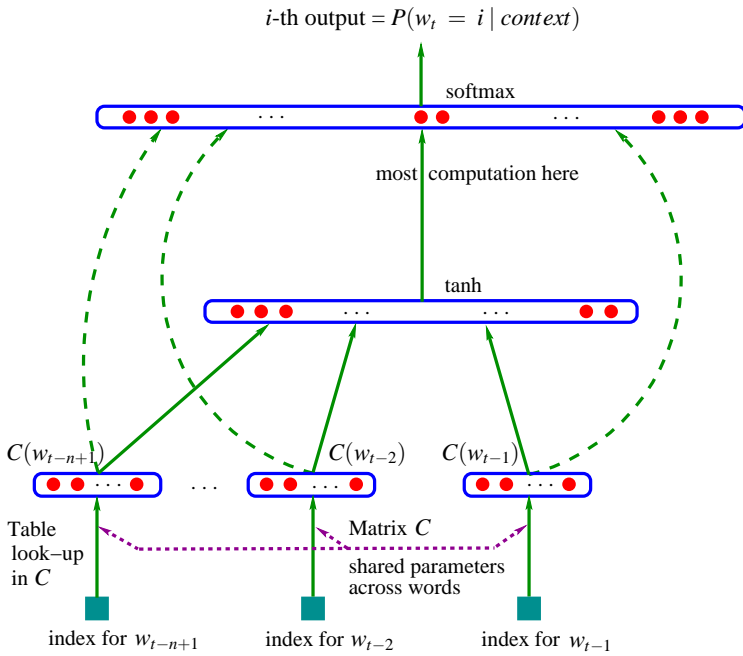 i-th output = P(w_t = i | context)
softmax
... ...
most computation here
tanh
... ...
C(w_{t−n+1}) C(w_{t−2}) C(w_{t−1})
... ... ... ...
Table look−up in C
Matrix C
shared parameters
across words
index for w_{t−n+1} index for w_{t−2} index for w_{t−1}